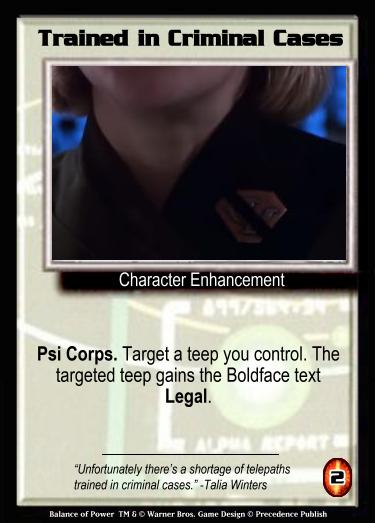 Trained in Criminal Cases
Character Enhancement
Psi Corps. Target a teep you control. The
targeted teep gains the Boldface text
Legal.
"Unfortunately there's a shortage of telepaths
trained in criminal cases." -Talia Winters
2
ALPHA REPORT
Balance of Power TM & © Warner Bros. Game Design © Precedence Publish